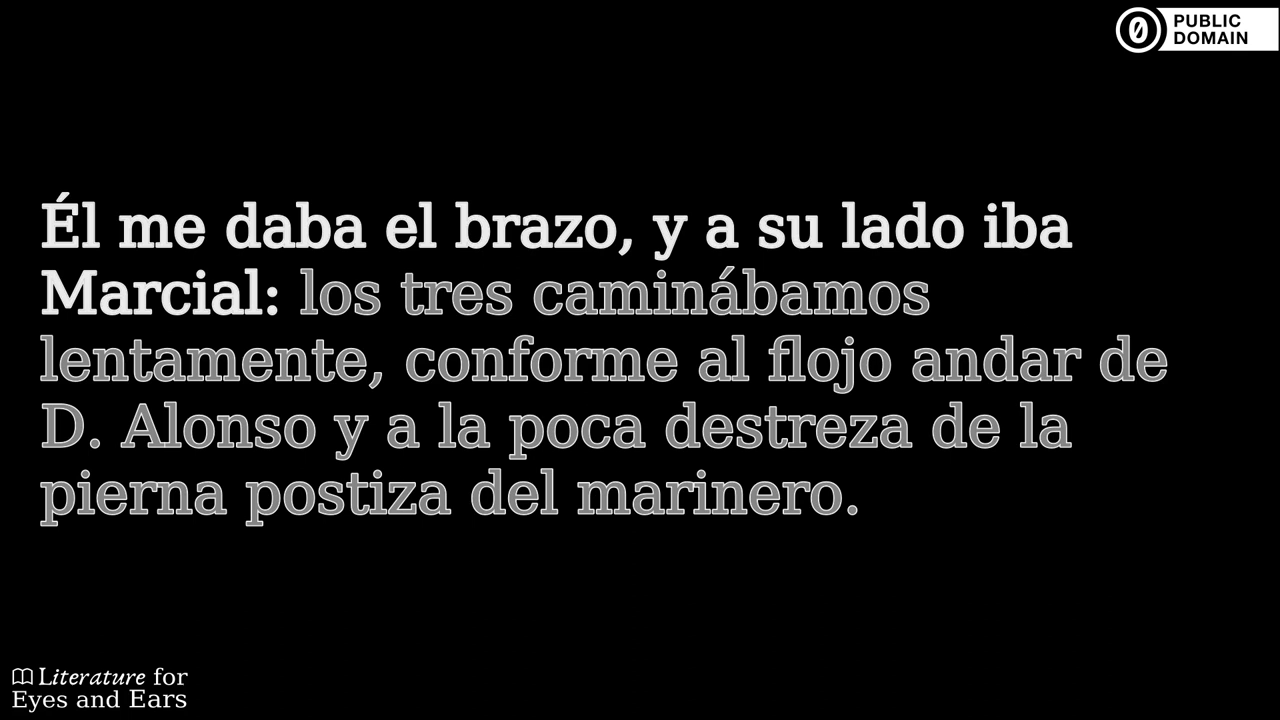 PUBLIC
DOMAIN
Él me daba el brazo, y a su lado iba
Marcial: los tres caminábamos
lentamente, conforme al flojo andar de
D. Alonso y a la poca destreza de la
pierna postiza del marinero.
Literature for
Eyes and Ears